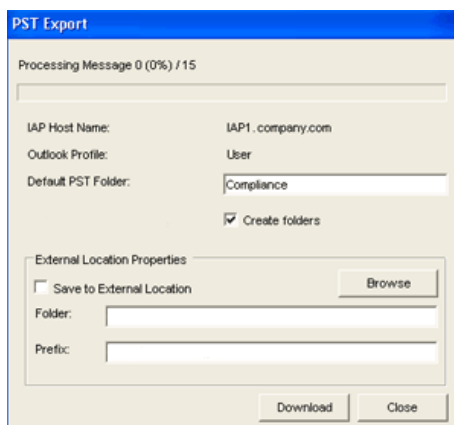 PST Export
Processing Message 0 (0%) / 15
IAP Host Name: IAP1.company.com
Outlook Profile: User
Default PST Folder: Compliance
Create folders
External Location Properties
Save to External Location Browse
Folder:
Prefix:
Download Close